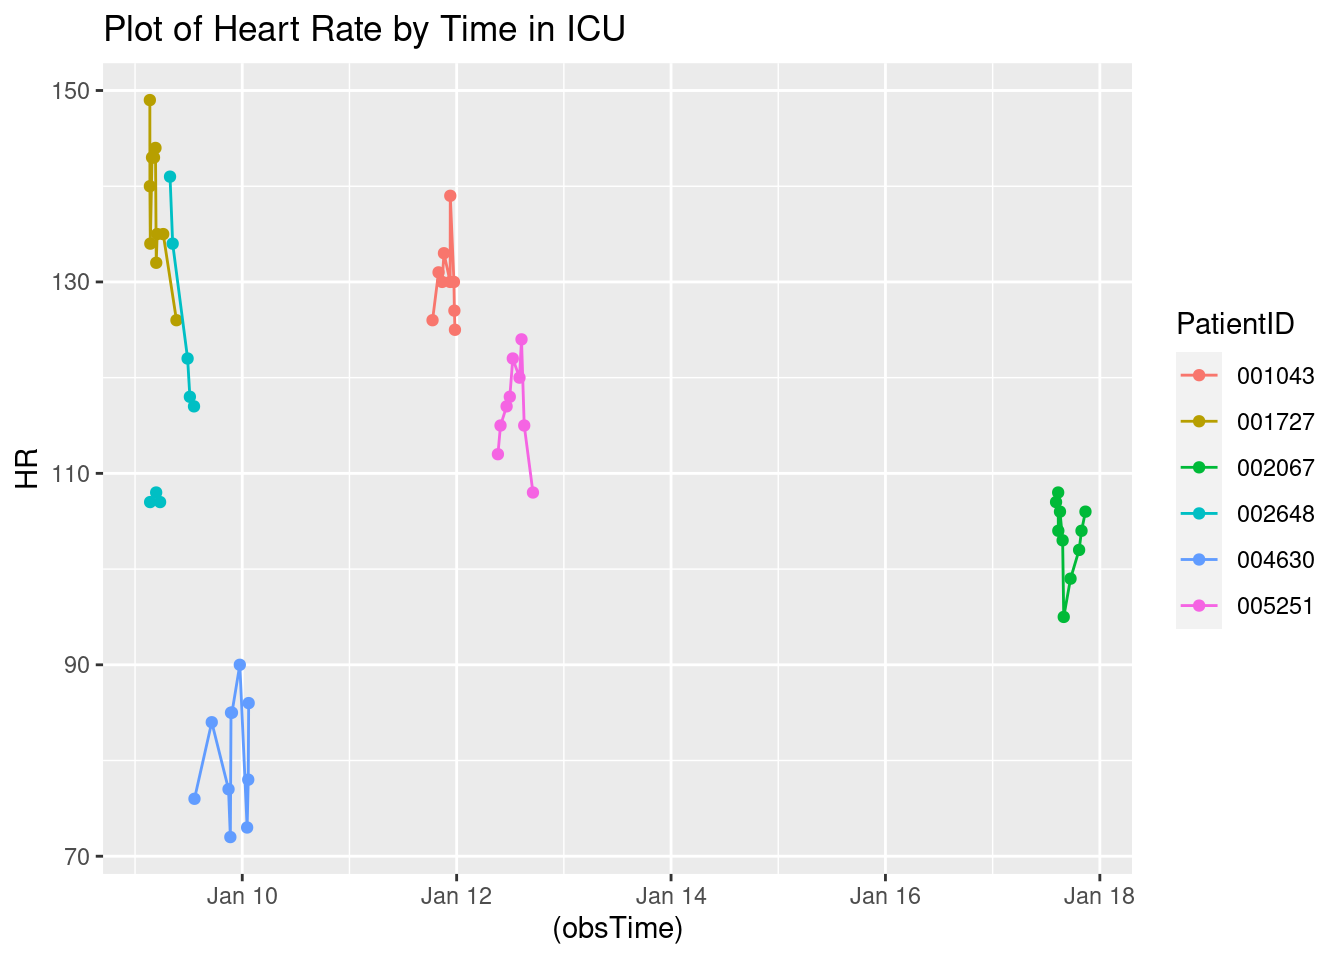 Plot of Heart Rate by Time in ICU
150
130
110
90
70
HR
Jan 10
Jan 12
Jan 14
Jan 16
Jan 18
(obsTime)
PatientID
001043
001727
002067
002648
004630
005251